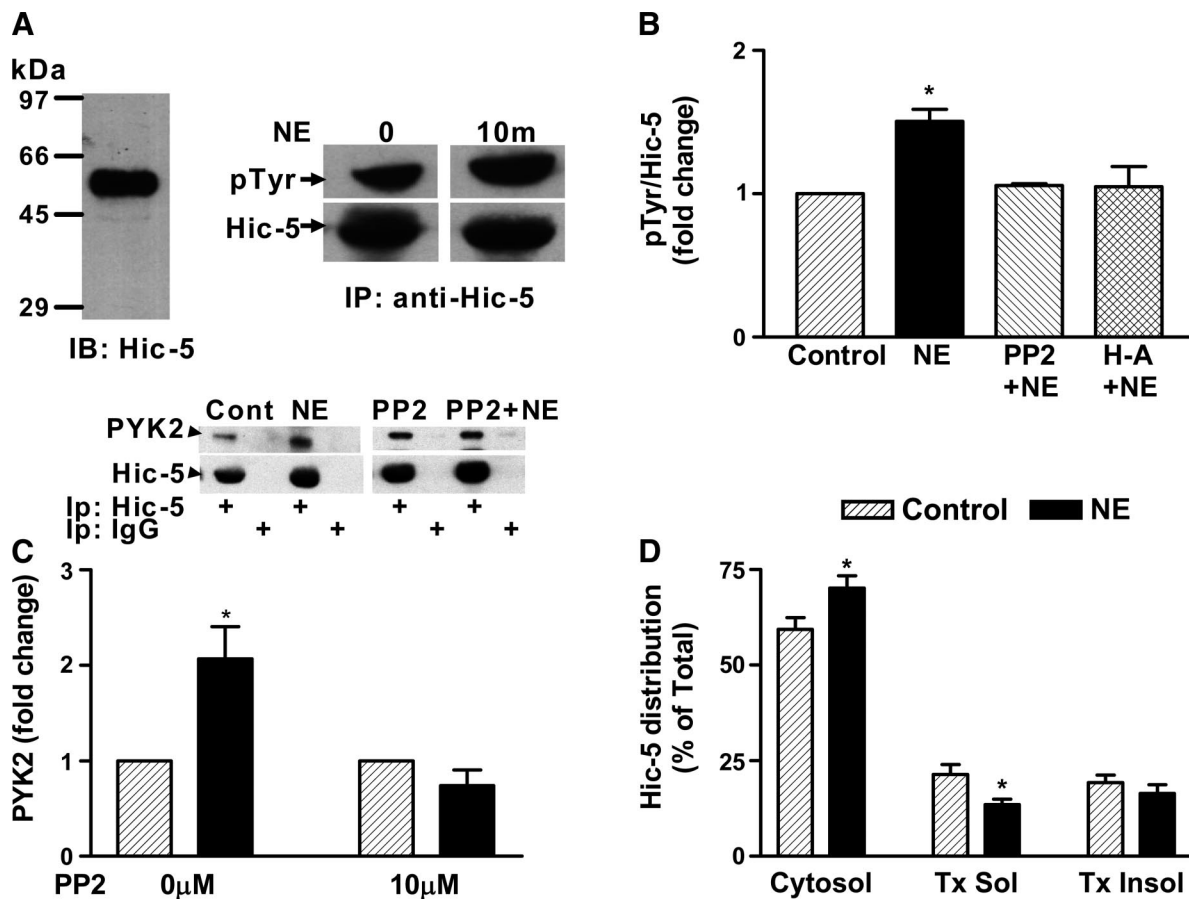 A
kDa
97
66
45
29
IB: Hic-5
NE 0 10m
pTyr
Hic-5
IP: anti-Hic-5
B
pTyr/Hic-5
(fold change)
2
1
0
*
Control NE PP2 H-A
+NE +NE
Cont NE PP2 PP2+NE
PYK2
Hic-5
Ip: Hic-5 + + + +
Ip: IgG + + + +
C
PYK2 (fold change)
3
2
1
0
*
PP2 0μM 10μM
Control NE
D
Hic-5 distribution
(% of Total)
75
50
25
0
*
*
Cytosol Tx Sol Tx Insol